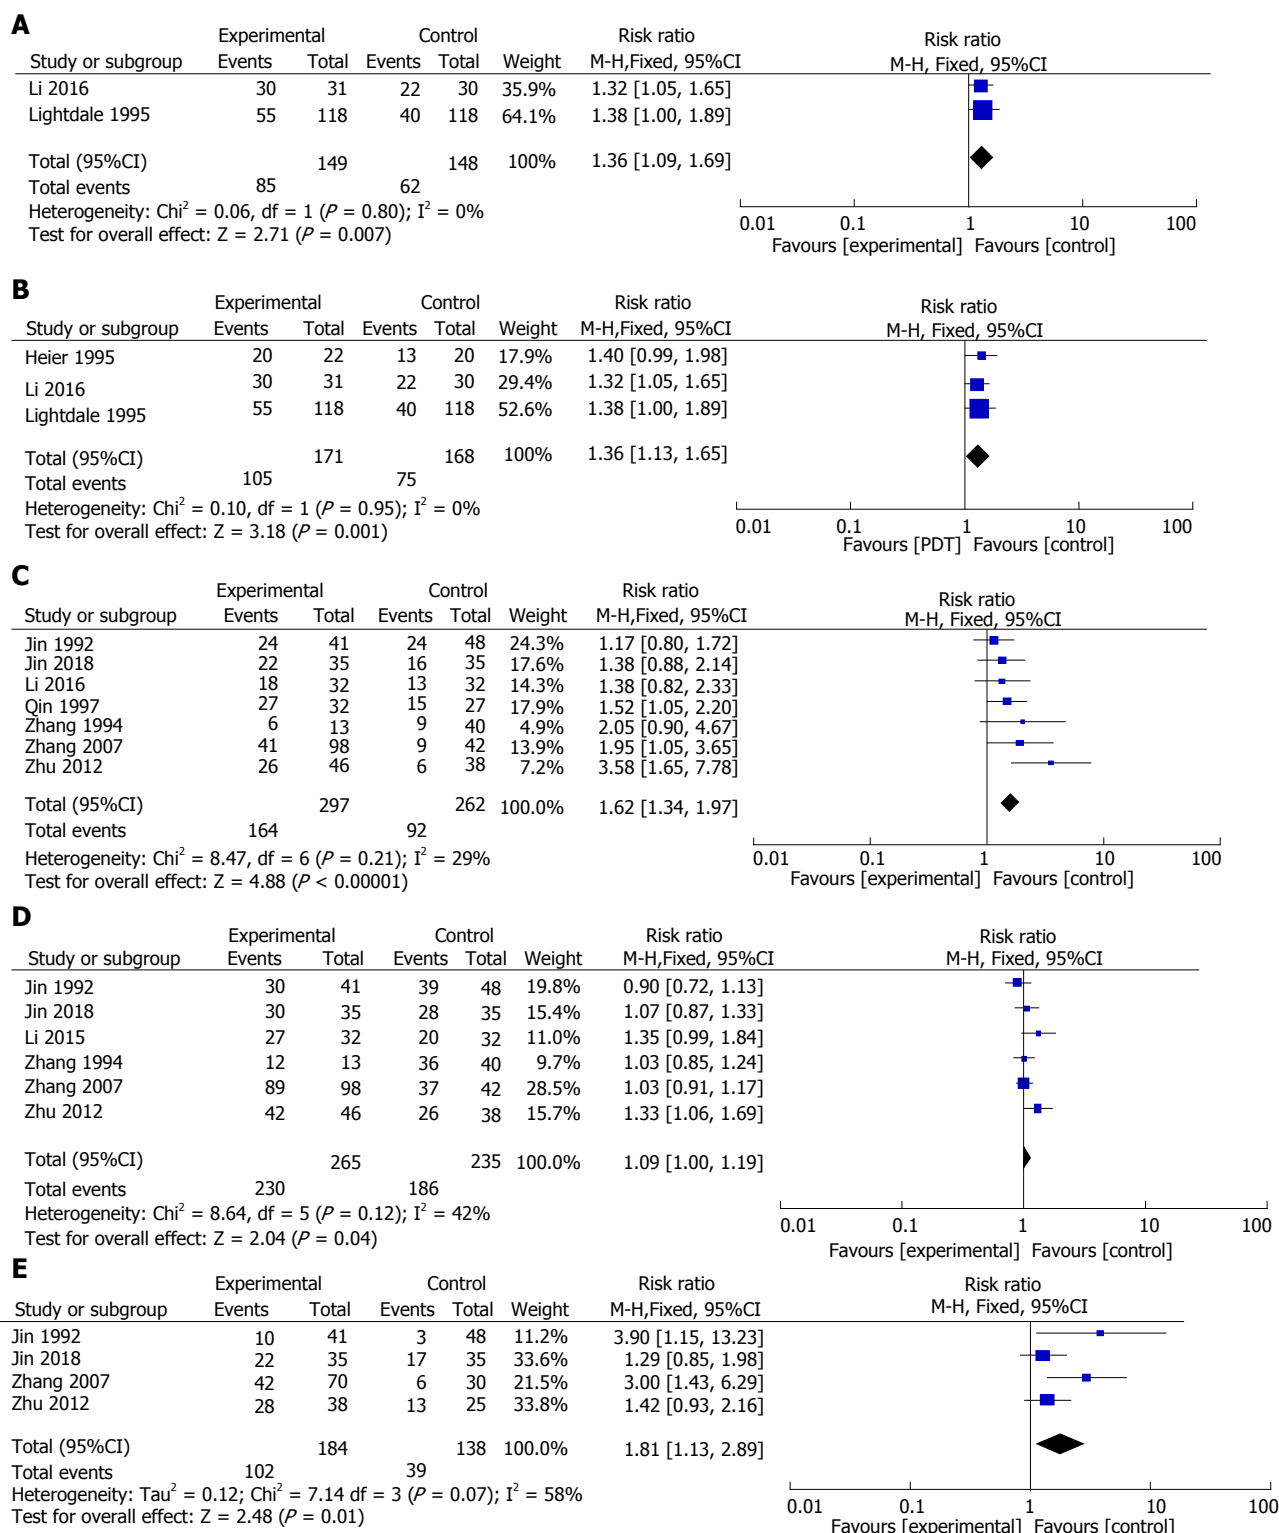 A
Experimental Control Risk ratio Risk ratio
Study or subgroup Events Total Events Total Weight M-H,Fixed, 95%CI M-H, Fixed, 95%CI
Li 2016 30 31 22 30 35.9% 1.32 [1.05, 1.65]
Lightdale 1995 55 118 40 118 64.1% 1.38 [1.00, 1.89]
Total (95%CI) 149 148 100% 1.36 [1.09, 1.69]
Total events 85 62
Heterogeneity: Chi² = 0.06, df = 1 (P = 0.80); I² = 0%
Test for overall effect: Z = 2.71 (P = 0.007)
0.01 0.1 1 10 100
Favours [experimental] Favours [control]
B
Experimental Control Risk ratio Risk ratio
Study or subgroup Events Total Events Total Weight M-H,Fixed, 95%CI M-H, Fixed, 95%CI
Heier 1995 20 22 13 20 17.9% 1.40 [0.99, 1.98]
Li 2016 30 31 22 30 29.4% 1.32 [1.05, 1.65]
Lightdale 1995 55 118 40 118 52.6% 1.38 [1.00, 1.89]
Total (95%CI) 171 168 100% 1.36 [1.13, 1.65]
Total events 105 75
Heterogeneity: Chi² = 0.10, df = 1 (P = 0.95); I² = 0%
Test for overall effect: Z = 3.18 (P = 0.001)
0.01 0.1 1 10 100
Favours [PDT] Favours [control]
C
Experimental Control Risk ratio Risk ratio
Study or subgroup Events Total Events Total Weight M-H,Fixed, 95%CI M-H, Fixed, 95%CI
Jin 1992 24 41 24 48 24.3% 1.17 [0.80, 1.72]
Jin 2018 22 35 16 35 17.6% 1.38 [0.88, 2.14]
Li 2016 18 32 13 32 14.3% 1.38 [0.82, 2.33]
Qin 1997 27 32 15 27 17.9% 1.52 [1.05, 2.20]
Zhang 1994 6 13 9 40 4.9% 2.05 [0.90, 4.67]
Zhang 2007 41 98 9 42 13.9% 1.95 [1.05, 3.65]
Zhu 2012 26 46 6 38 7.2% 3.58 [1.65, 7.78]
Total (95%CI) 297 262 100.0% 1.62 [1.34, 1.97]
Total events 164 92
Heterogeneity: Chi² = 8.47, df = 6 (P = 0.21); I² = 29%
Test for overall effect: Z = 4.88 (P < 0.00001)
0.01 0.1 1 10 100
Favours [experimental] Favours [control]
D
Experimental Control Risk ratio Risk ratio
Study or subgroup Events Total Events Total Weight M-H,Fixed, 95%CI M-H, Fixed, 95%CI
Jin 1992 30 41 39 48 19.8% 0.90 [0.72, 1.13]
Jin 2018 30 35 28 35 15.4% 1.07 [0.87, 1.33]
Li 2015 27 32 20 32 11.0% 1.35 [0.99, 1.84]
Zhang 1994 12 13 36 40 9.7% 1.03 [0.85, 1.24]
Zhang 2007 89 98 37 42 28.5% 1.03 [0.91, 1.17]
Zhu 2012 42 46 26 38 15.7% 1.33 [1.06, 1.69]
Total (95%CI) 265 235 100.0% 1.09 [1.00, 1.19]
Total events 230 186
Heterogeneity: Chi² = 8.64, df = 5 (P = 0.12); I² = 42%
Test for overall effect: Z = 2.04 (P = 0.04)
0.01 0.1 1 10 100
Favours [experimental] Favours [control]
E
Experimental Control Risk ratio Risk ratio
Study or subgroup Events Total Events Total Weight M-H,Fixed, 95%CI M-H, Fixed, 95%CI
Jin 1992 10 41 3 48 11.2% 3.90 [1.15, 13.23]
Jin 2018 22 35 17 35 33.6% 1.29 [0.85, 1.98]
Zhang 2007 42 70 6 30 21.5% 3.00 [1.43, 6.29]
Zhu 2012 28 38 13 25 33.8% 1.42 [0.93, 2.16]
Total (95%CI) 184 138 100.0% 1.81 [1.13, 2.89]
Total events 102 39
Heterogeneity: Tau² = 0.12; Chi² = 7.14 df = 3 (P = 0.07); I² = 58%
Test for overall effect: Z = 2.48 (P = 0.01)
0.01 0.1 1 10 100
Favours [experimental] Favours [control]